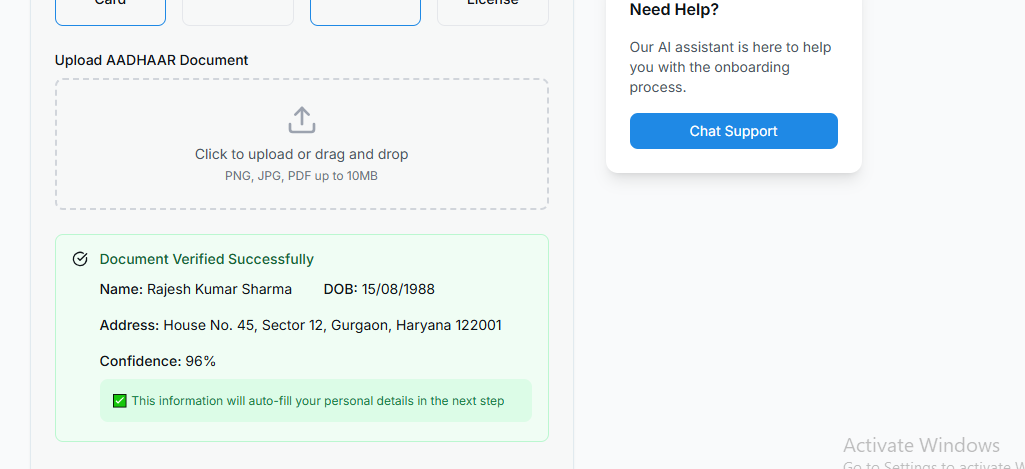 Card
License
Upload AADHAAR Document
Click to upload or drag and drop
PNG, JPG, PDF up to 10MB
Document Verified Successfully
Name: Rajesh Kumar Sharma DOB: 15/08/1988
Address: House No. 45, Sector 12, Gurgaon, Haryana 122001
Confidence: 96%
✅ This information will auto-fill your personal details in the next step
Need Help?
Our AI assistant is here to help
you with the onboarding
process.
Chat Support
Activate Windows
Go to Settings to activate W